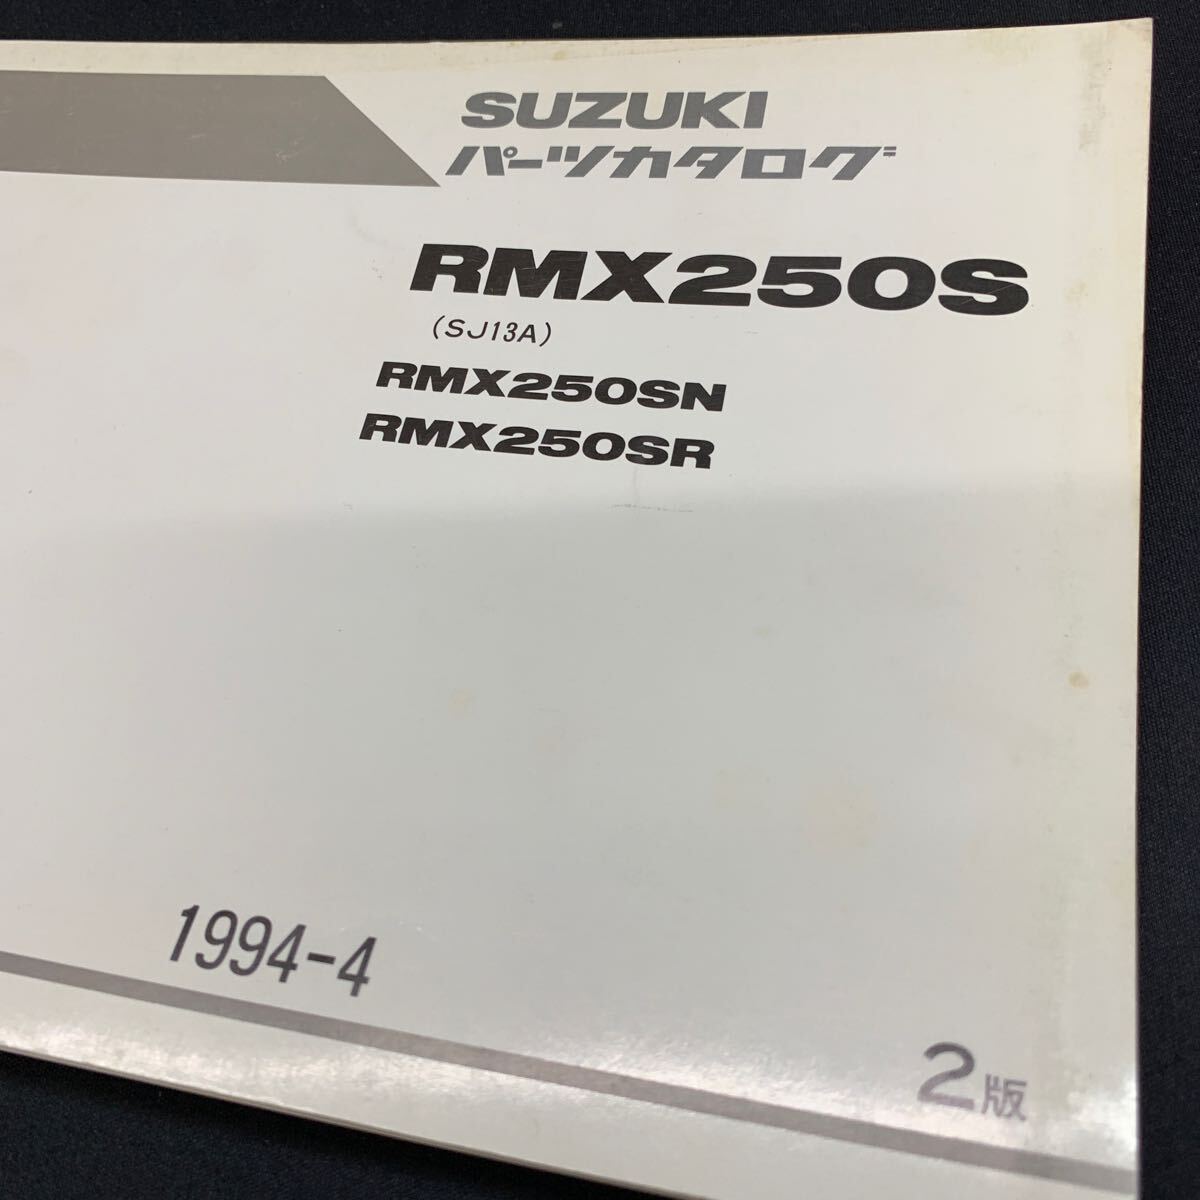 SUZUKI
パーツカタログ
RMX250S
(SJ13A)
RMX250SN
RMX250SR
1994-4
2版